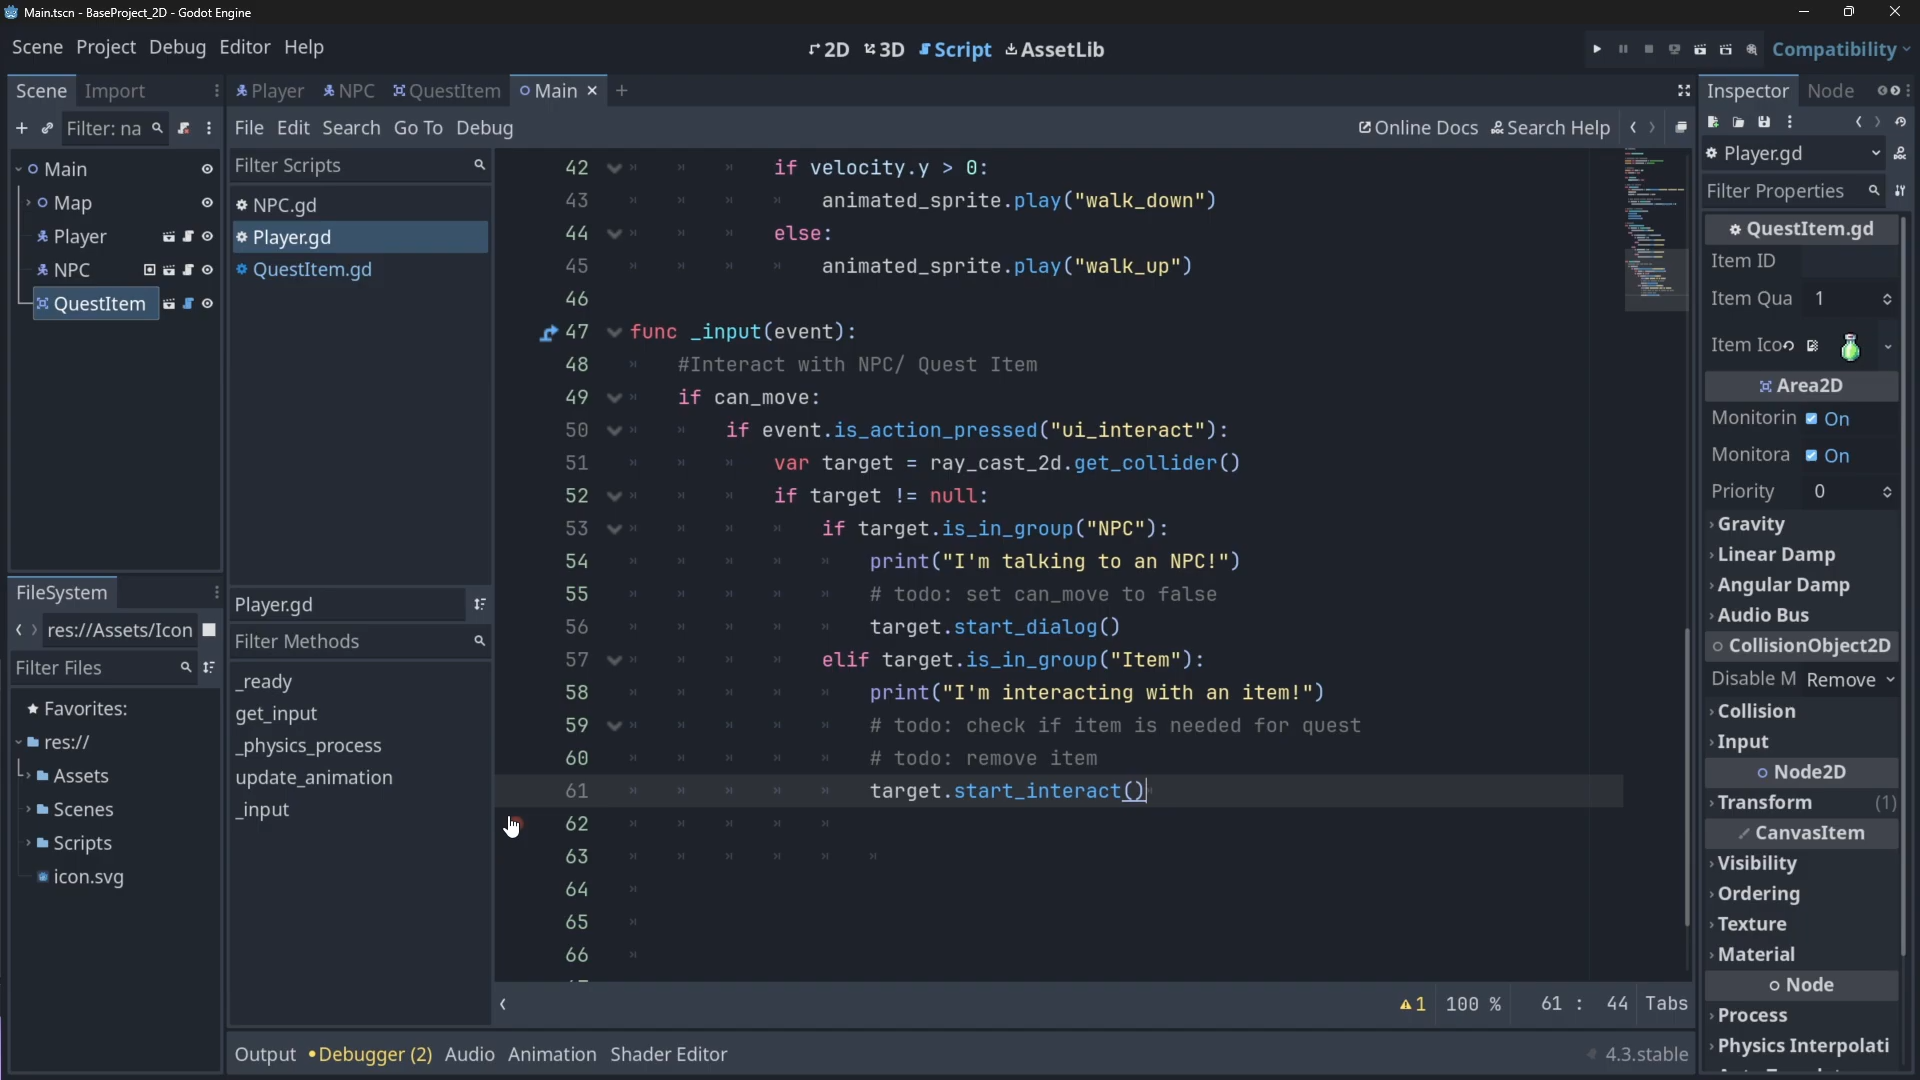 Main.tscn - BaseProject_2D - Godot Engine
Scene Project Debug Editor Help
2D 3D Script AssetLib
Compatibility
Scene Import
Filter: na
Main
Map
Player
NPC
QuestItem
FileSystem
res://Assets/Icon
Filter Files
Favorites:
res://
Assets
Scenes
Scripts
icon.svg
Player NPC QuestItem Main
File Edit Search Go To Debug
Online Docs Search Help
Filter Scripts
NPC.gd
Player.gd
QuestItem.gd
Player.gd
Filter Methods
_ready
get_input
_physics_process
update_animation
_input
42 if velocity.y > 0:
43 animated_sprite.play("walk_down")
44 else:
45 animated_sprite.play("walk_up")
46
47 func _input(event):
48 #Interact with NPC/ Quest Item
49 if can_move:
50 if event.is_action_pressed("ui_interact"):
51 var target = ray_cast_2d.get_collider()
52 if target != null:
53 if target.is_in_group("NPC"):
54 print("I'm talking to an NPC!")
55 # todo: set can_move to false
56 target.start_dialog()
57 elif target.is_in_group("Item"):
58 print("I'm interacting with an item!")
59 # todo: check if item is needed for quest
60 # todo: remove item
61 target.start_interact()
62
63
64
65
66
1 100 % 61 : 44 Tabs
Output Debugger (2) Audio Animation Shader Editor
4.3.stable
Inspector Node
Player.gd
Filter Properties
QuestItem.gd
Item ID
Item Qua 1
Item Ico
Area2D
Monitorin On
Monitora On
Priority 0
Gravity
Linear Damp
Angular Damp
Audio Bus
CollisionObject2D
Disable M Remove
Collision
Input
Node2D
Transform (1)
CanvasItem
Visibility
Ordering
Texture
Material
Node
Process
Physics Interpolati